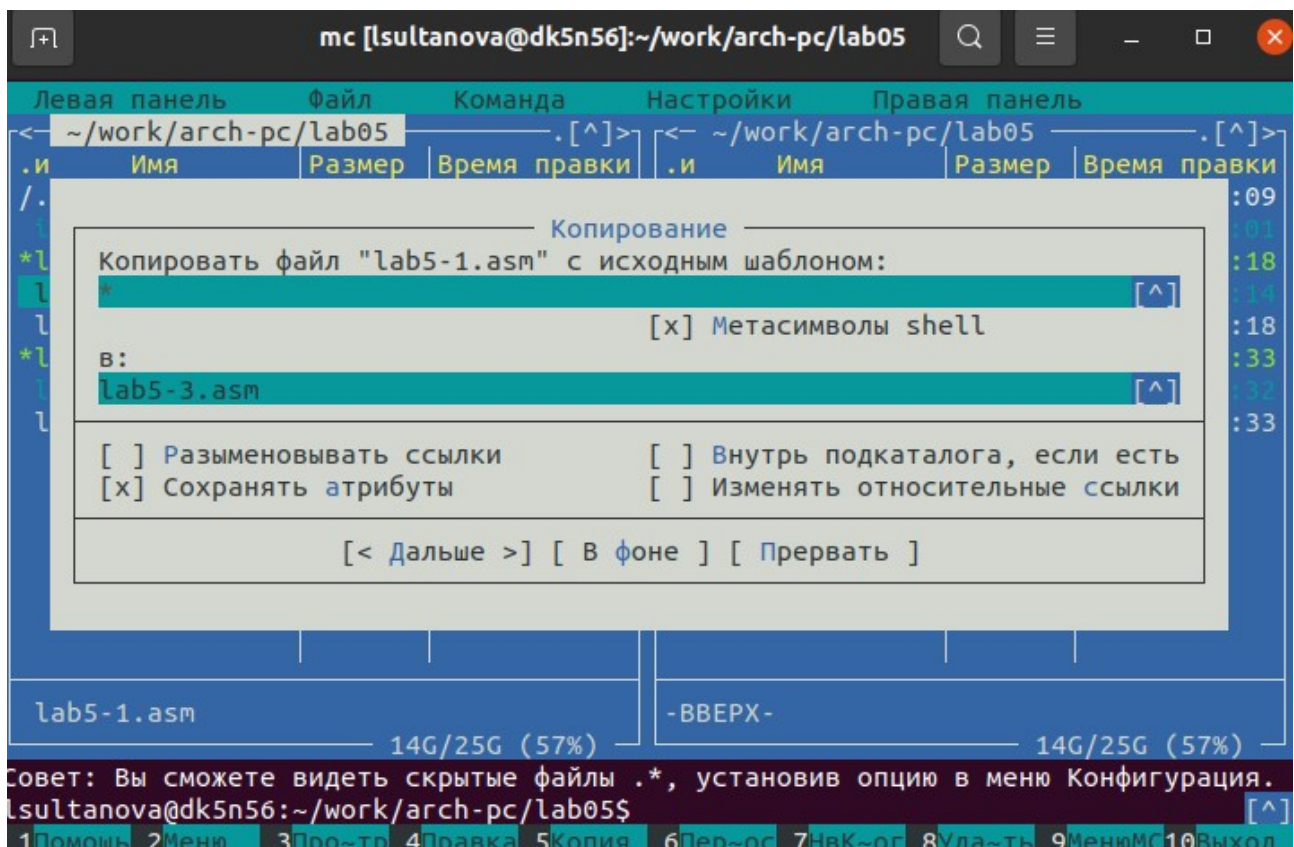 mc [lsultanova@dk5n56]:~/work/arch-pc/lab05
Левая панель Файл Команда Настройки Правая панель
<─ ~/work/arch-pc/lab05 ─.[^]>┐┌<─ ~/work/arch-pc/lab05 ─.[^]>
.и Имя Размер Время правки .и Имя Размер Время правки
/. :09
Копирование :01
*l Копировать файл "lab5-1.asm" с исходным шаблоном: :18
l * [^] :14
l [x] Метасимволы shell :18
*l в: :33
l lab5-3.asm [^] :32
l :33
[ ] Разыменовывать ссылки [ ] Внутрь подкаталога, если есть
[x] Сохранять атрибуты [ ] Изменять относительные ссылки
[< Дальше >] [ В фоне ] [ Прервать ]
lab5-1.asm -ВВЕРХ-
14G/25G (57%) 14G/25G (57%)
Совет: Вы сможете видеть скрытые файлы .*, установив опцию в меню Конфигурация.
lsultanova@dk5n56:~/work/arch-pc/lab05$ [^]
1Помощь 2Меню 3Про~тр 4Правка 5Копия 6Пер~ос 7НвК~ог 8Уда~ть 9МенюМС 10Выход